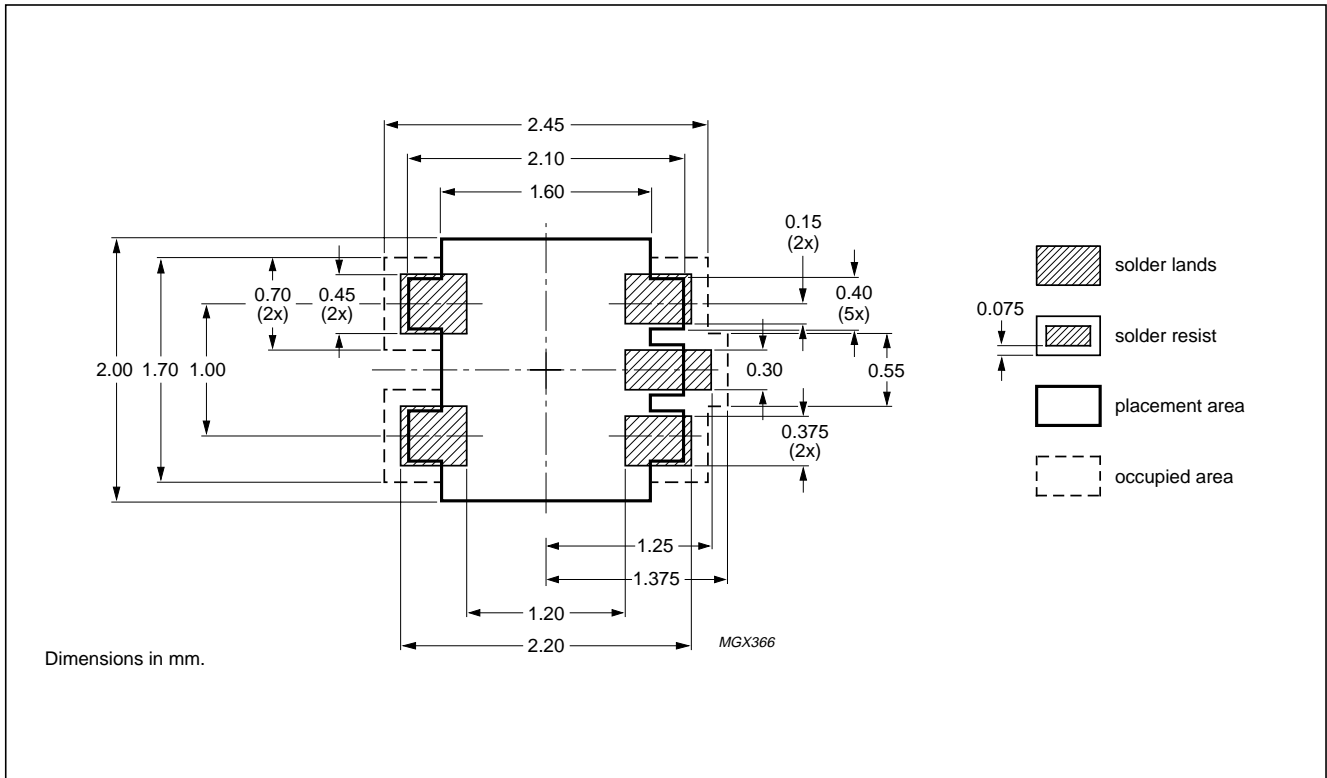 2.45
2.10
1.60
0.15
(2x)
0.70
(2x)
0.45
(2x)
0.40
(5x)
2.00
1.70
1.00
0.30
0.55
0.375
(2x)
1.25
1.375
1.20
2.20
MGX366
Dimensions in mm.
solder lands
0.075
solder resist
placement area
occupied area